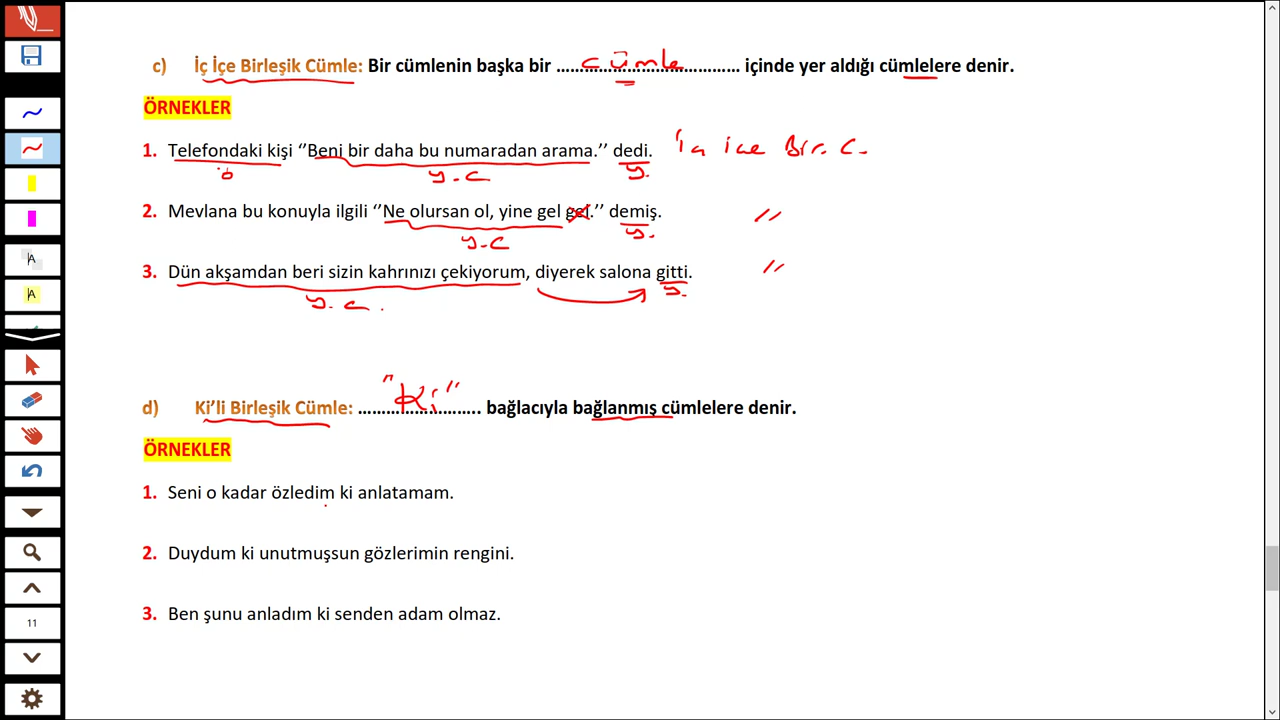 c) İç İçe Birleşik Cümle: Bir cümlenin başka bir ...... cümle ...... içinde yer aldığı cümlelere denir.
ÖRNEKLER
1. Telefondaki kişi ‘’Beni bir daha bu numaradan arama.’’ dedi. İç içe Bir. C.
ö y.c y.
2. Mevlana bu konuyla ilgili ‘’Ne olursan ol, yine gel gel.’’ demiş. //
y.c y.
3. Dün akşamdan beri sizin kahrınızı çekiyorum, diyerek salona gitti. //
y.c. y.
d) Ki’li Birleşik Cümle: ...... "Ki" ...... bağlacıyla bağlanmış cümlelere denir.
ÖRNEKLER
1. Seni o kadar özledim ki anlatamam.
2. Duydum ki unutmuşsun gözlerimin rengini.
3. Ben şunu anladım ki senden adam olmaz.
A
A
11